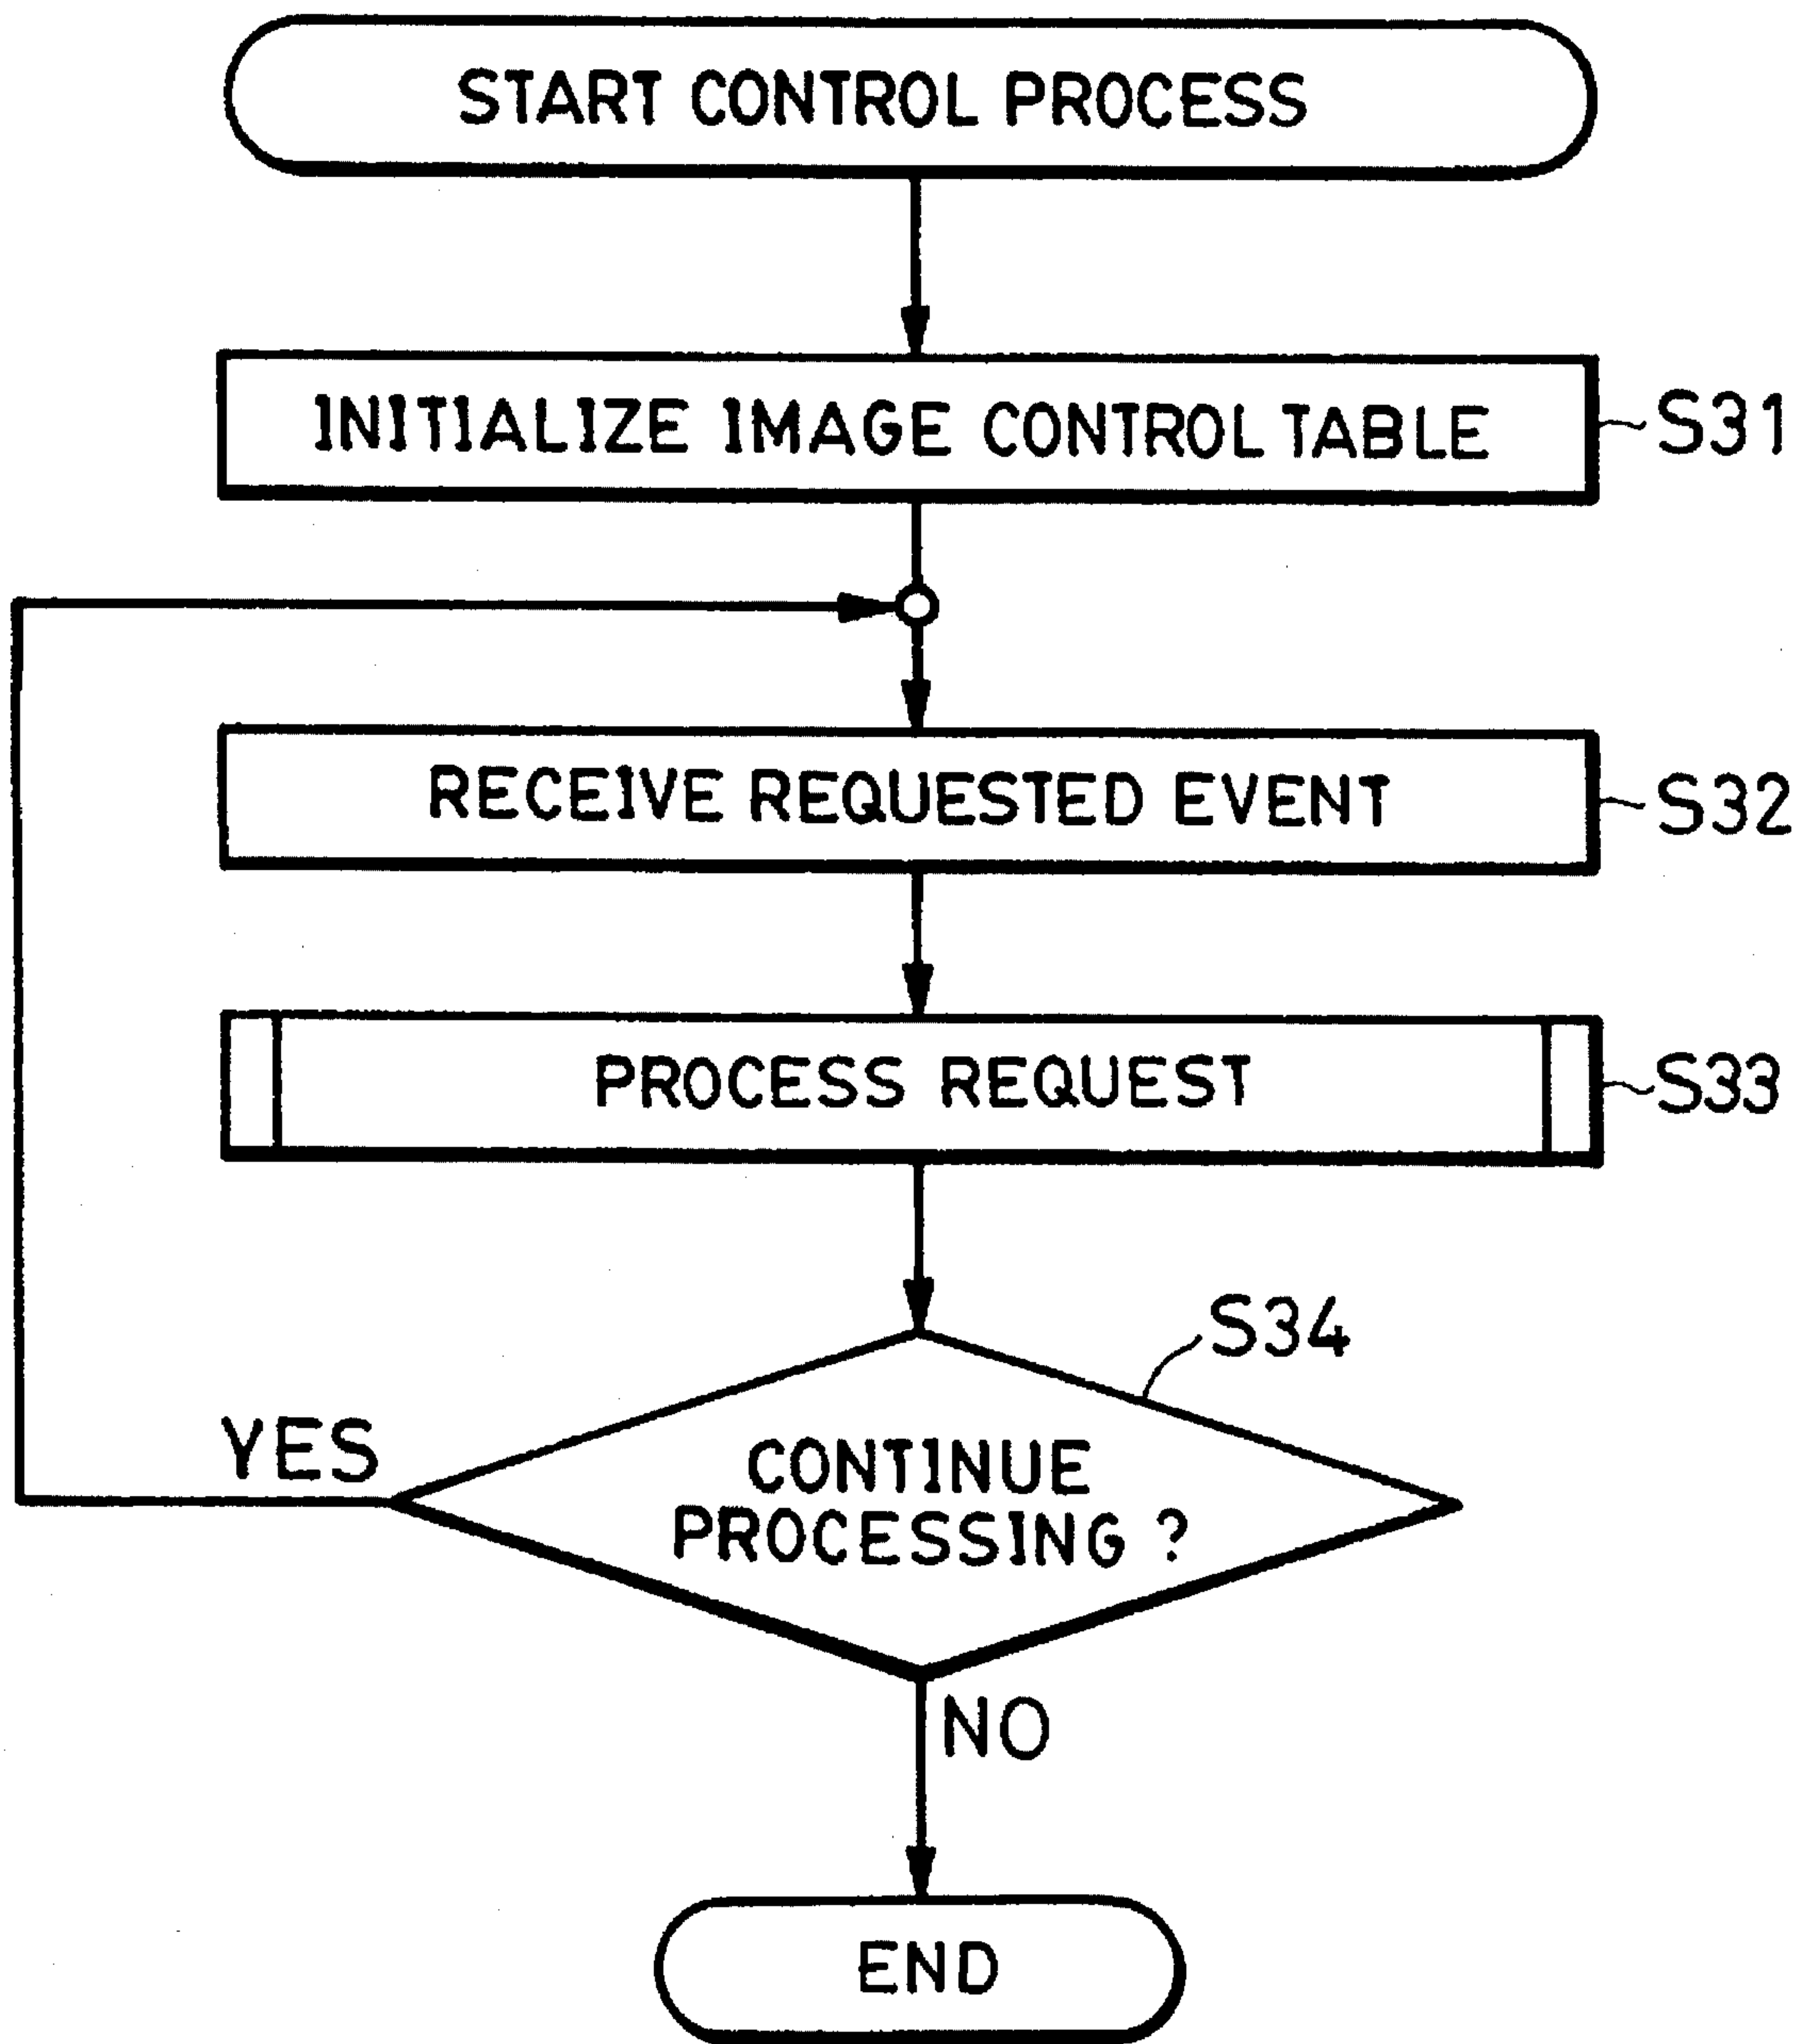 START CONTROL PROCESS
INITIALIZE IMAGE CONTROL TABLE
S31
RECEIVE REQUESTED EVENT
S32
PROCESS REQUEST
S33
S34
YES
CONTINUE
PROCESSING ?
NO
END